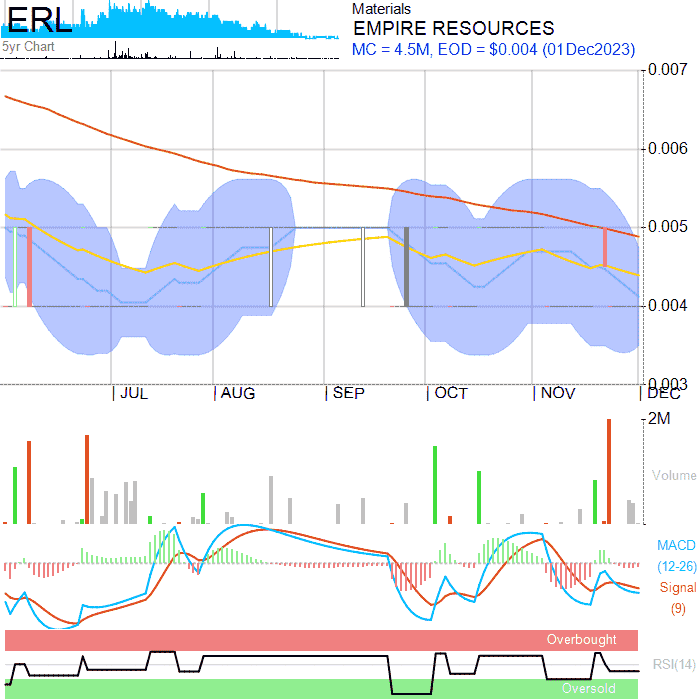 ERL
5yr Chart
Materials
EMPIRE RESOURCES
MC = 4.5M, EOD = $0.004 (01Dec2023)
0.007
0.006
0.005
0.004
0.003
JUL
AUG
SEP
OCT
NOV
DEC
2M
Volume
MACD
(12-26)
Signal
(9)
Overbought
RSI(14)
Oversold